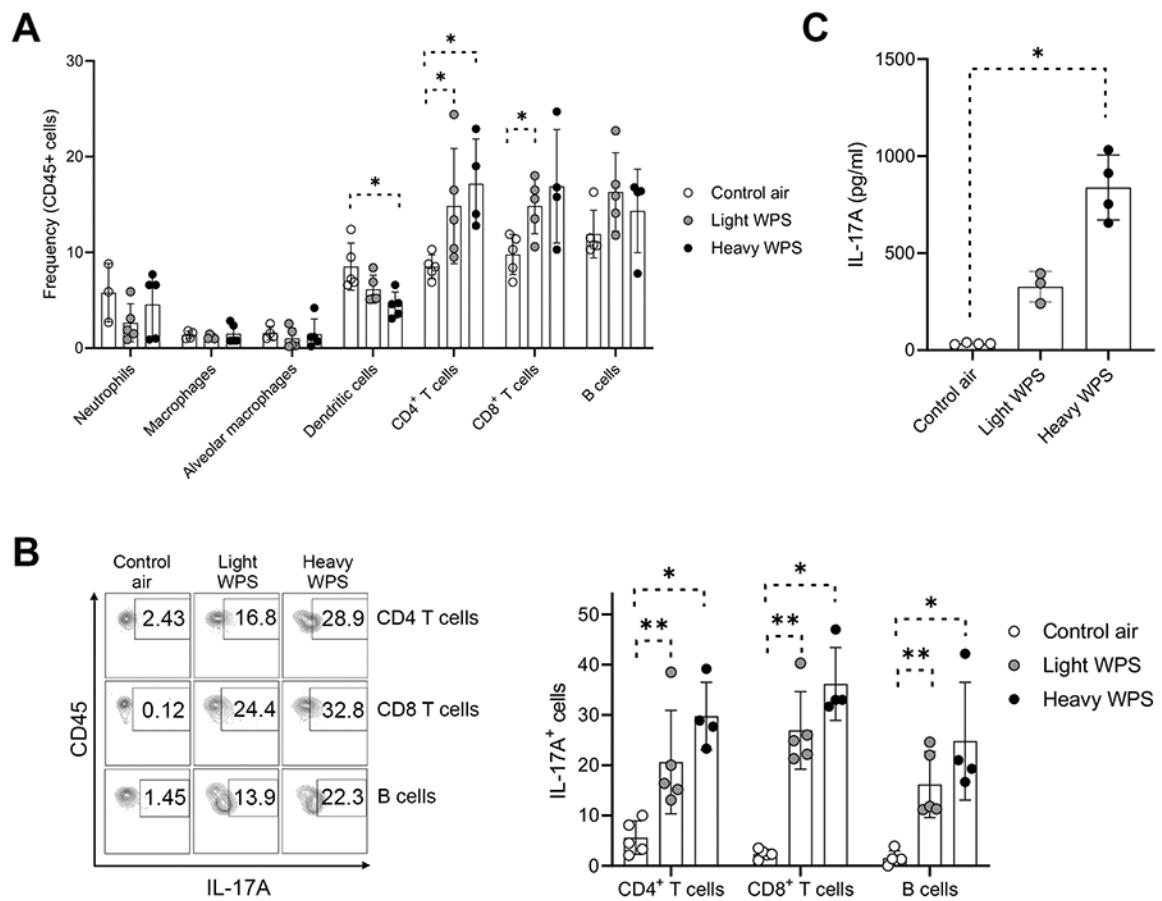 A
Frequency (CD45+ cells)
30
20
10
0
*
*
*
*
Neutrophils
Macrophages
Alveolar macrophages
Dendritic cells
CD4+ T cells
CD8+ T cells
B cells
Control air
Light WPS
Heavy WPS
C
IL-17A (pg/ml)
1500
1000
500
0
*
Control air
Light WPS
Heavy WPS
B
Control air
Light WPS
Heavy WPS
2.43
16.8
28.9
CD4 T cells
0.12
24.4
32.8
CD8 T cells
1.45
13.9
22.3
B cells
CD45
IL-17A
IL-17A+ cells
50
40
30
20
10
0
*
**
*
**
*
**
CD4+ T cells
CD8+ T cells
B cells
Control air
Light WPS
Heavy WPS